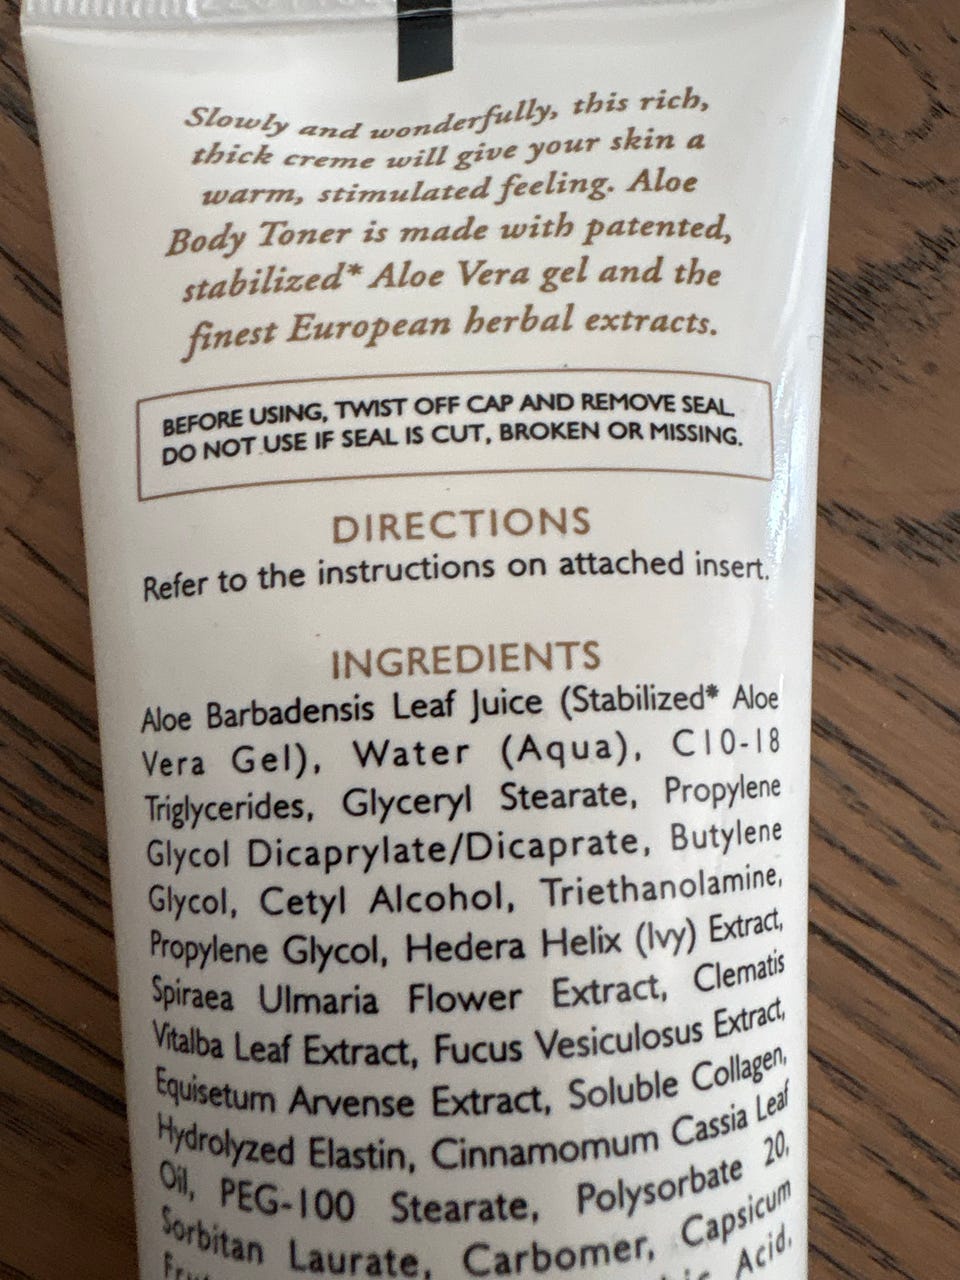 Slowly and wonderfully, this rich,
thick creme will give your skin a
warm, stimulated feeling. Aloe
Body Toner is made with patented,
stabilized* Aloe Vera gel and the
finest European herbal extracts.
BEFORE USING, TWIST OFF CAP AND REMOVE SEAL
DO NOT USE IF SEAL IS CUT, BROKEN OR MISSING.
DIRECTIONS
Refer to the instructions on attached insert.
INGREDIENTS
Aloe Barbadensis Leaf Juice (Stabilized* Aloe
Vera Gel), Water (Aqua), C10-18
Triglycerides, Glyceryl Stearate, Propylene
Glycol Dicaprylate/Dicaprate, Butylene
Glycol, Cetyl Alcohol, Triethanolamine,
Propylene Glycol, Hedera Helix (Ivy) Extract,
Spiraea Ulmaria Flower Extract, Clematis
Vitalba Leaf Extract, Fucus Vesiculosus Extract,
Equisetum Arvense Extract, Soluble Collagen,
Hydrolyzed Elastin, Cinnamomum Cassia Leaf
Oil, PEG-100 Stearate, Polysorbate 20,
Sorbitan Laurate, Carbomer, Capsicum
Acid,